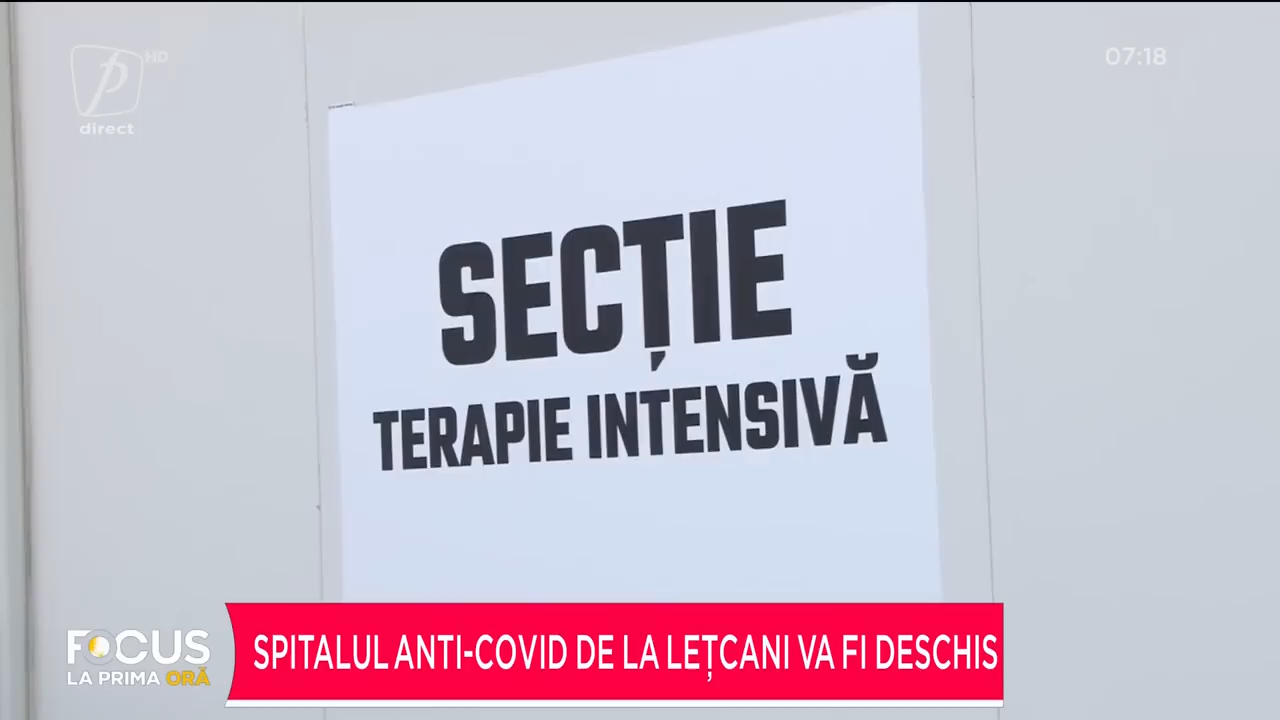 HD
direct
07:18
SECȚIE
TERAPIE INTENSIVĂ
FOCUS
LA PRIMA ORĂ
SPITALUL ANTI-COVID DE LA LEȚCANI VA FI DESCHIS